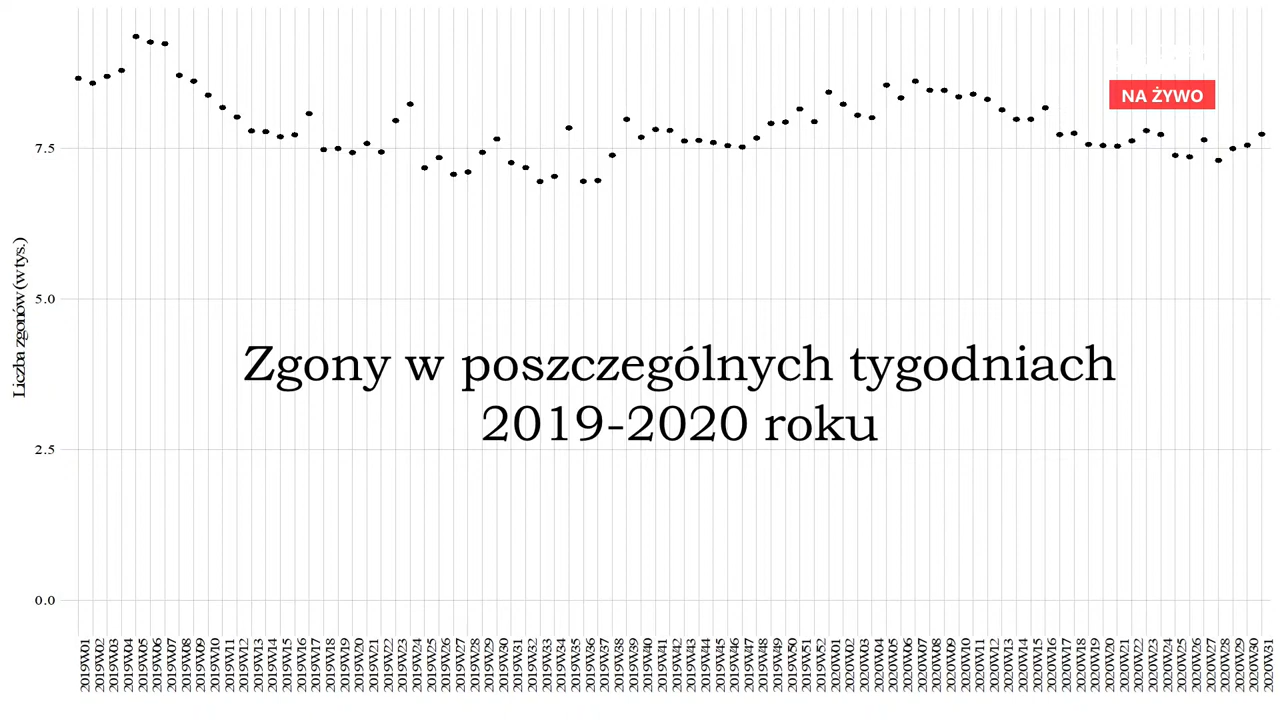 NA ŻYWO
7.5
5.0
2.5
0.0
Liczba zgonów (w tys.)
Zgony w poszczególnych tygodniach
2019-2020 roku
2019W01
2019W02
2019W03
2019W04
2019W05
2019W06
2019W07
2019W08
2019W09
2019W10
2019W11
2019W12
2019W13
2019W14
2019W15
2019W16
2019W17
2019W18
2019W19
2019W20
2019W21
2019W22
2019W23
2019W24
2019W25
2019W26
2019W27
2019W28
2019W29
2019W30
2019W31
2019W32
2019W33
2019W34
2019W35
2019W36
2019W37
2019W38
2019W39
2019W40
2019W41
2019W42
2019W43
2019W44
2019W45
2019W46
2019W47
2019W48
2019W49
2019W50
2019W51
2019W52
2020W01
2020W02
2020W03
2020W04
2020W05
2020W06
2020W07
2020W08
2020W09
2020W10
2020W11
2020W12
2020W13
2020W14
2020W15
2020W16
2020W17
2020W18
2020W19
2020W20
2020W21
2020W22
2020W23
2020W24
2020W25
2020W26
2020W27
2020W28
2020W29
2020W30
2020W31